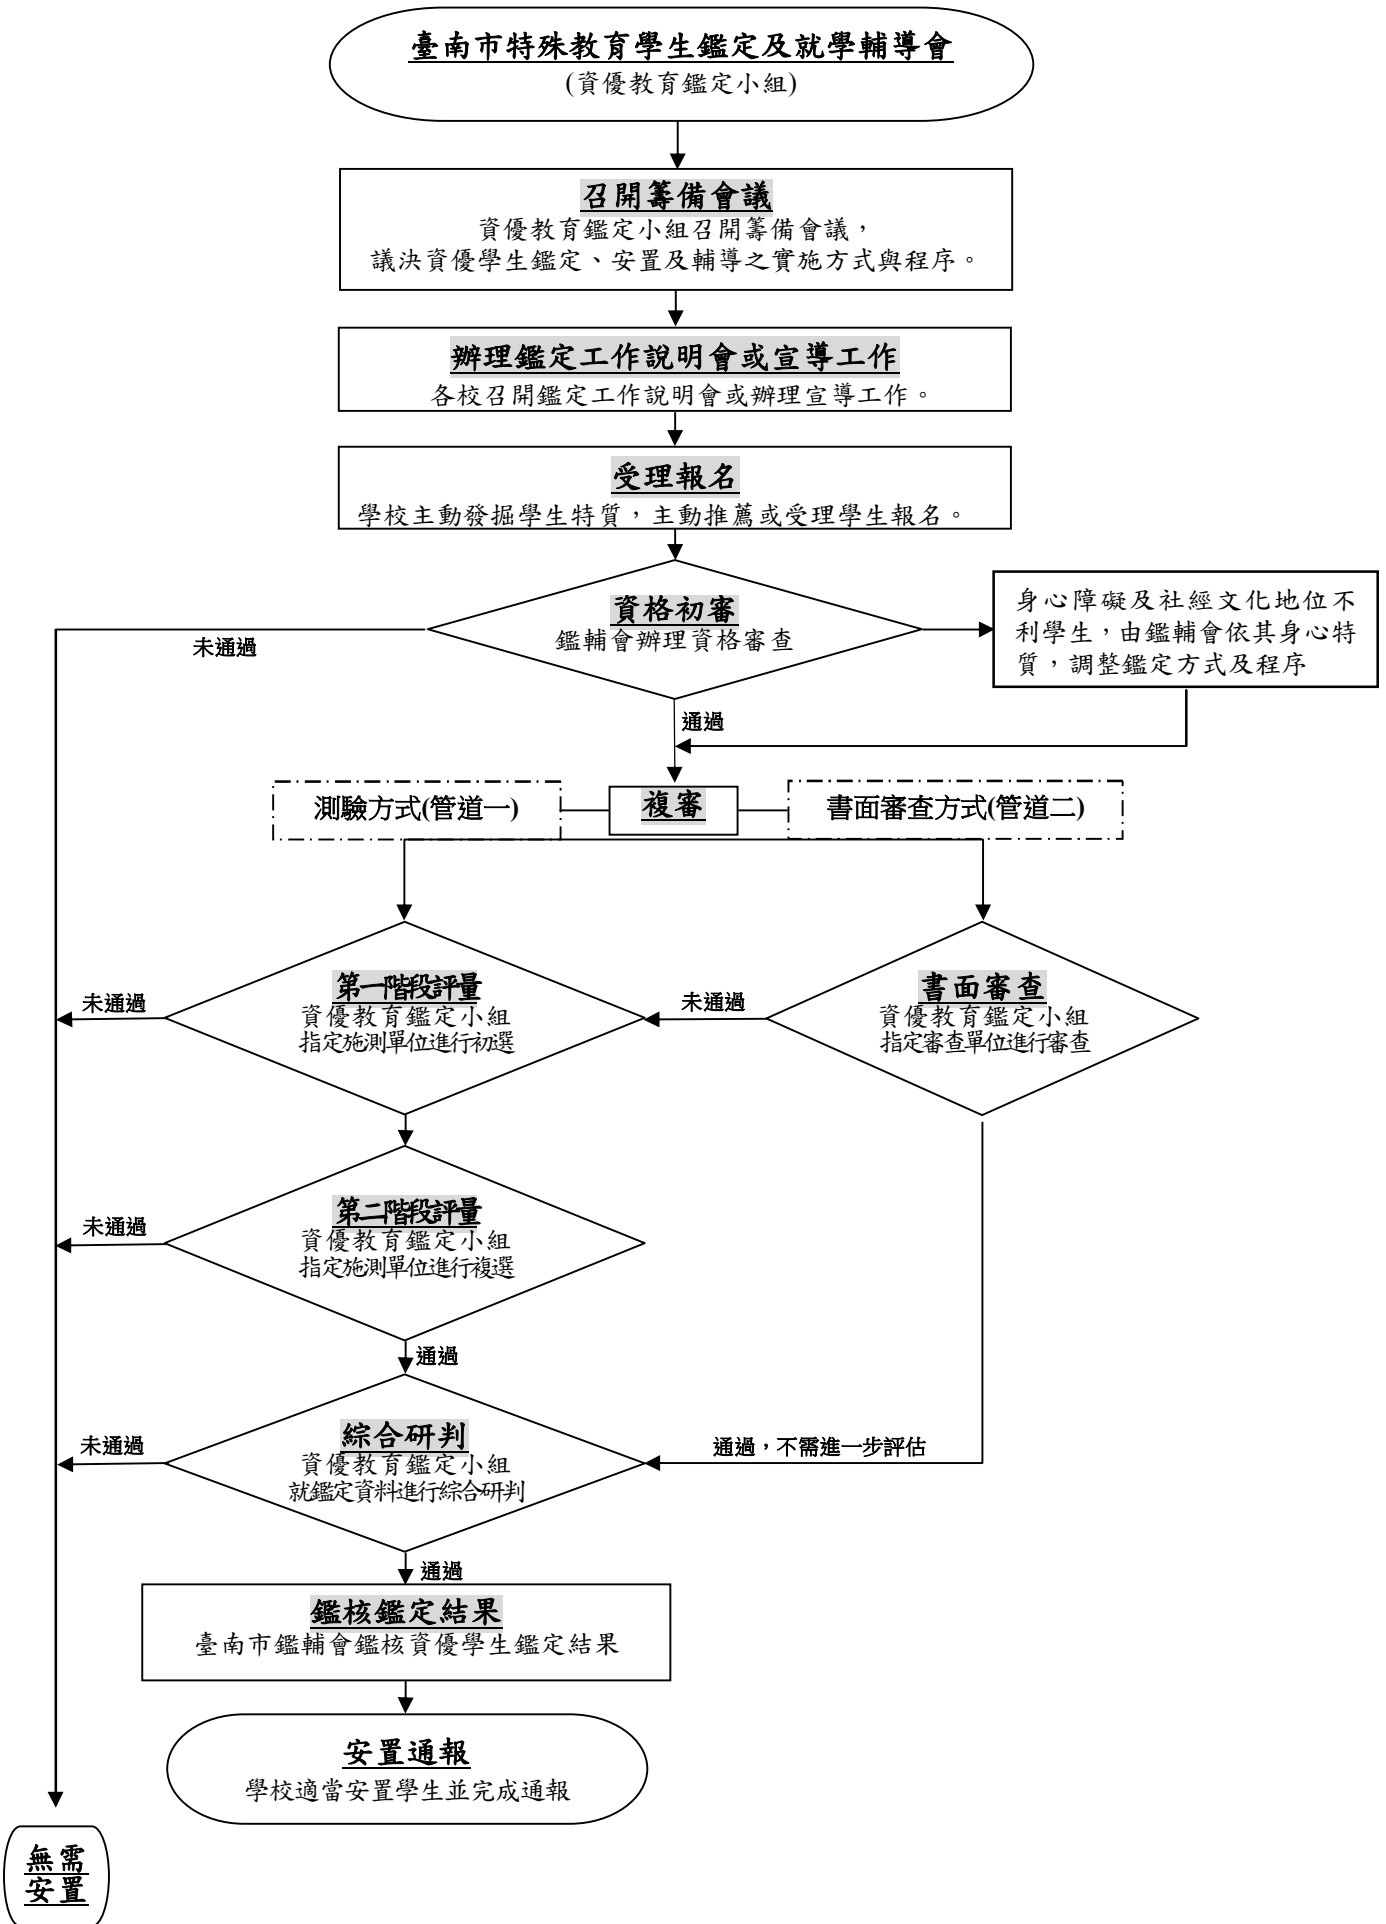 臺南市特殊教育學生鑑定及就學輔導會
(資優教育鑑定小組)
召開籌備會議
資優教育鑑定小組召開籌備會議，
議決資優學生鑑定、安置及輔導之實施方式與程序。
辦理鑑定工作說明會或宣導工作
各校召開鑑定工作說明會或辦理宣導工作。
受理報名
學校主動發掘學生特質，主動推薦或受理學生報名。
資格初審
鑑輔會辦理資格審查
身心障礙及社經文化地位不
利學生，由鑑輔會依其身心特
質，調整鑑定方式及程序
未通過
通過
測驗方式(管道一)
複審
書面審查方式(管道二)
第一階段評量
資優教育鑑定小組
指定施測單位進行初選
未通過
書面審查
資優教育鑑定小組
指定審查單位進行審查
未通過
第二階段評量
資優教育鑑定小組
指定施測單位進行複選
未通過
通過
綜合研判
資優教育鑑定小組
就鑑定資料進行綜合研判
未通過
通過，不需進一步評估
通過
鑑核鑑定結果
臺南市鑑輔會鑑核資優學生鑑定結果
安置通報
學校適當安置學生並完成通報
無需
安置